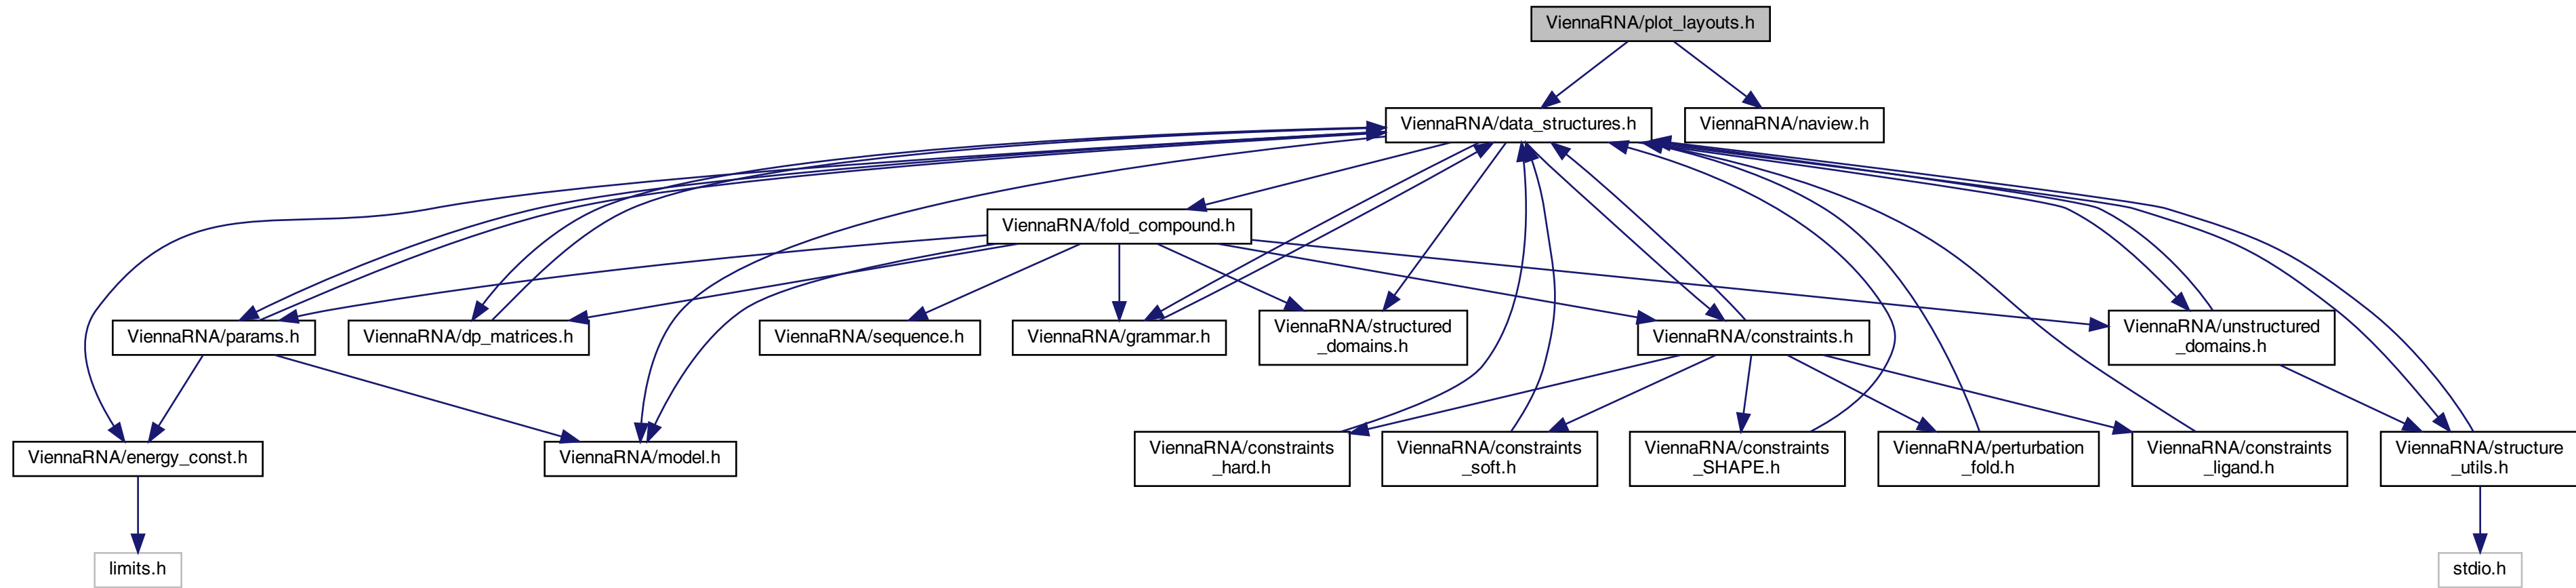 ViennaRNA/plot_layouts.h
ViennaRNA/data_structures.h
ViennaRNA/naview.h
ViennaRNA/fold_compound.h
ViennaRNA/params.h
ViennaRNA/dp_matrices.h
ViennaRNA/sequence.h
ViennaRNA/grammar.h
ViennaRNA/structured
_domains.h
ViennaRNA/constraints.h
ViennaRNA/unstructured
_domains.h
ViennaRNA/energy_const.h
ViennaRNA/model.h
ViennaRNA/constraints
_hard.h
ViennaRNA/constraints
_soft.h
ViennaRNA/constraints
_SHAPE.h
ViennaRNA/perturbation
_fold.h
ViennaRNA/constraints
_ligand.h
ViennaRNA/structure
_utils.h
limits.h
stdio.h